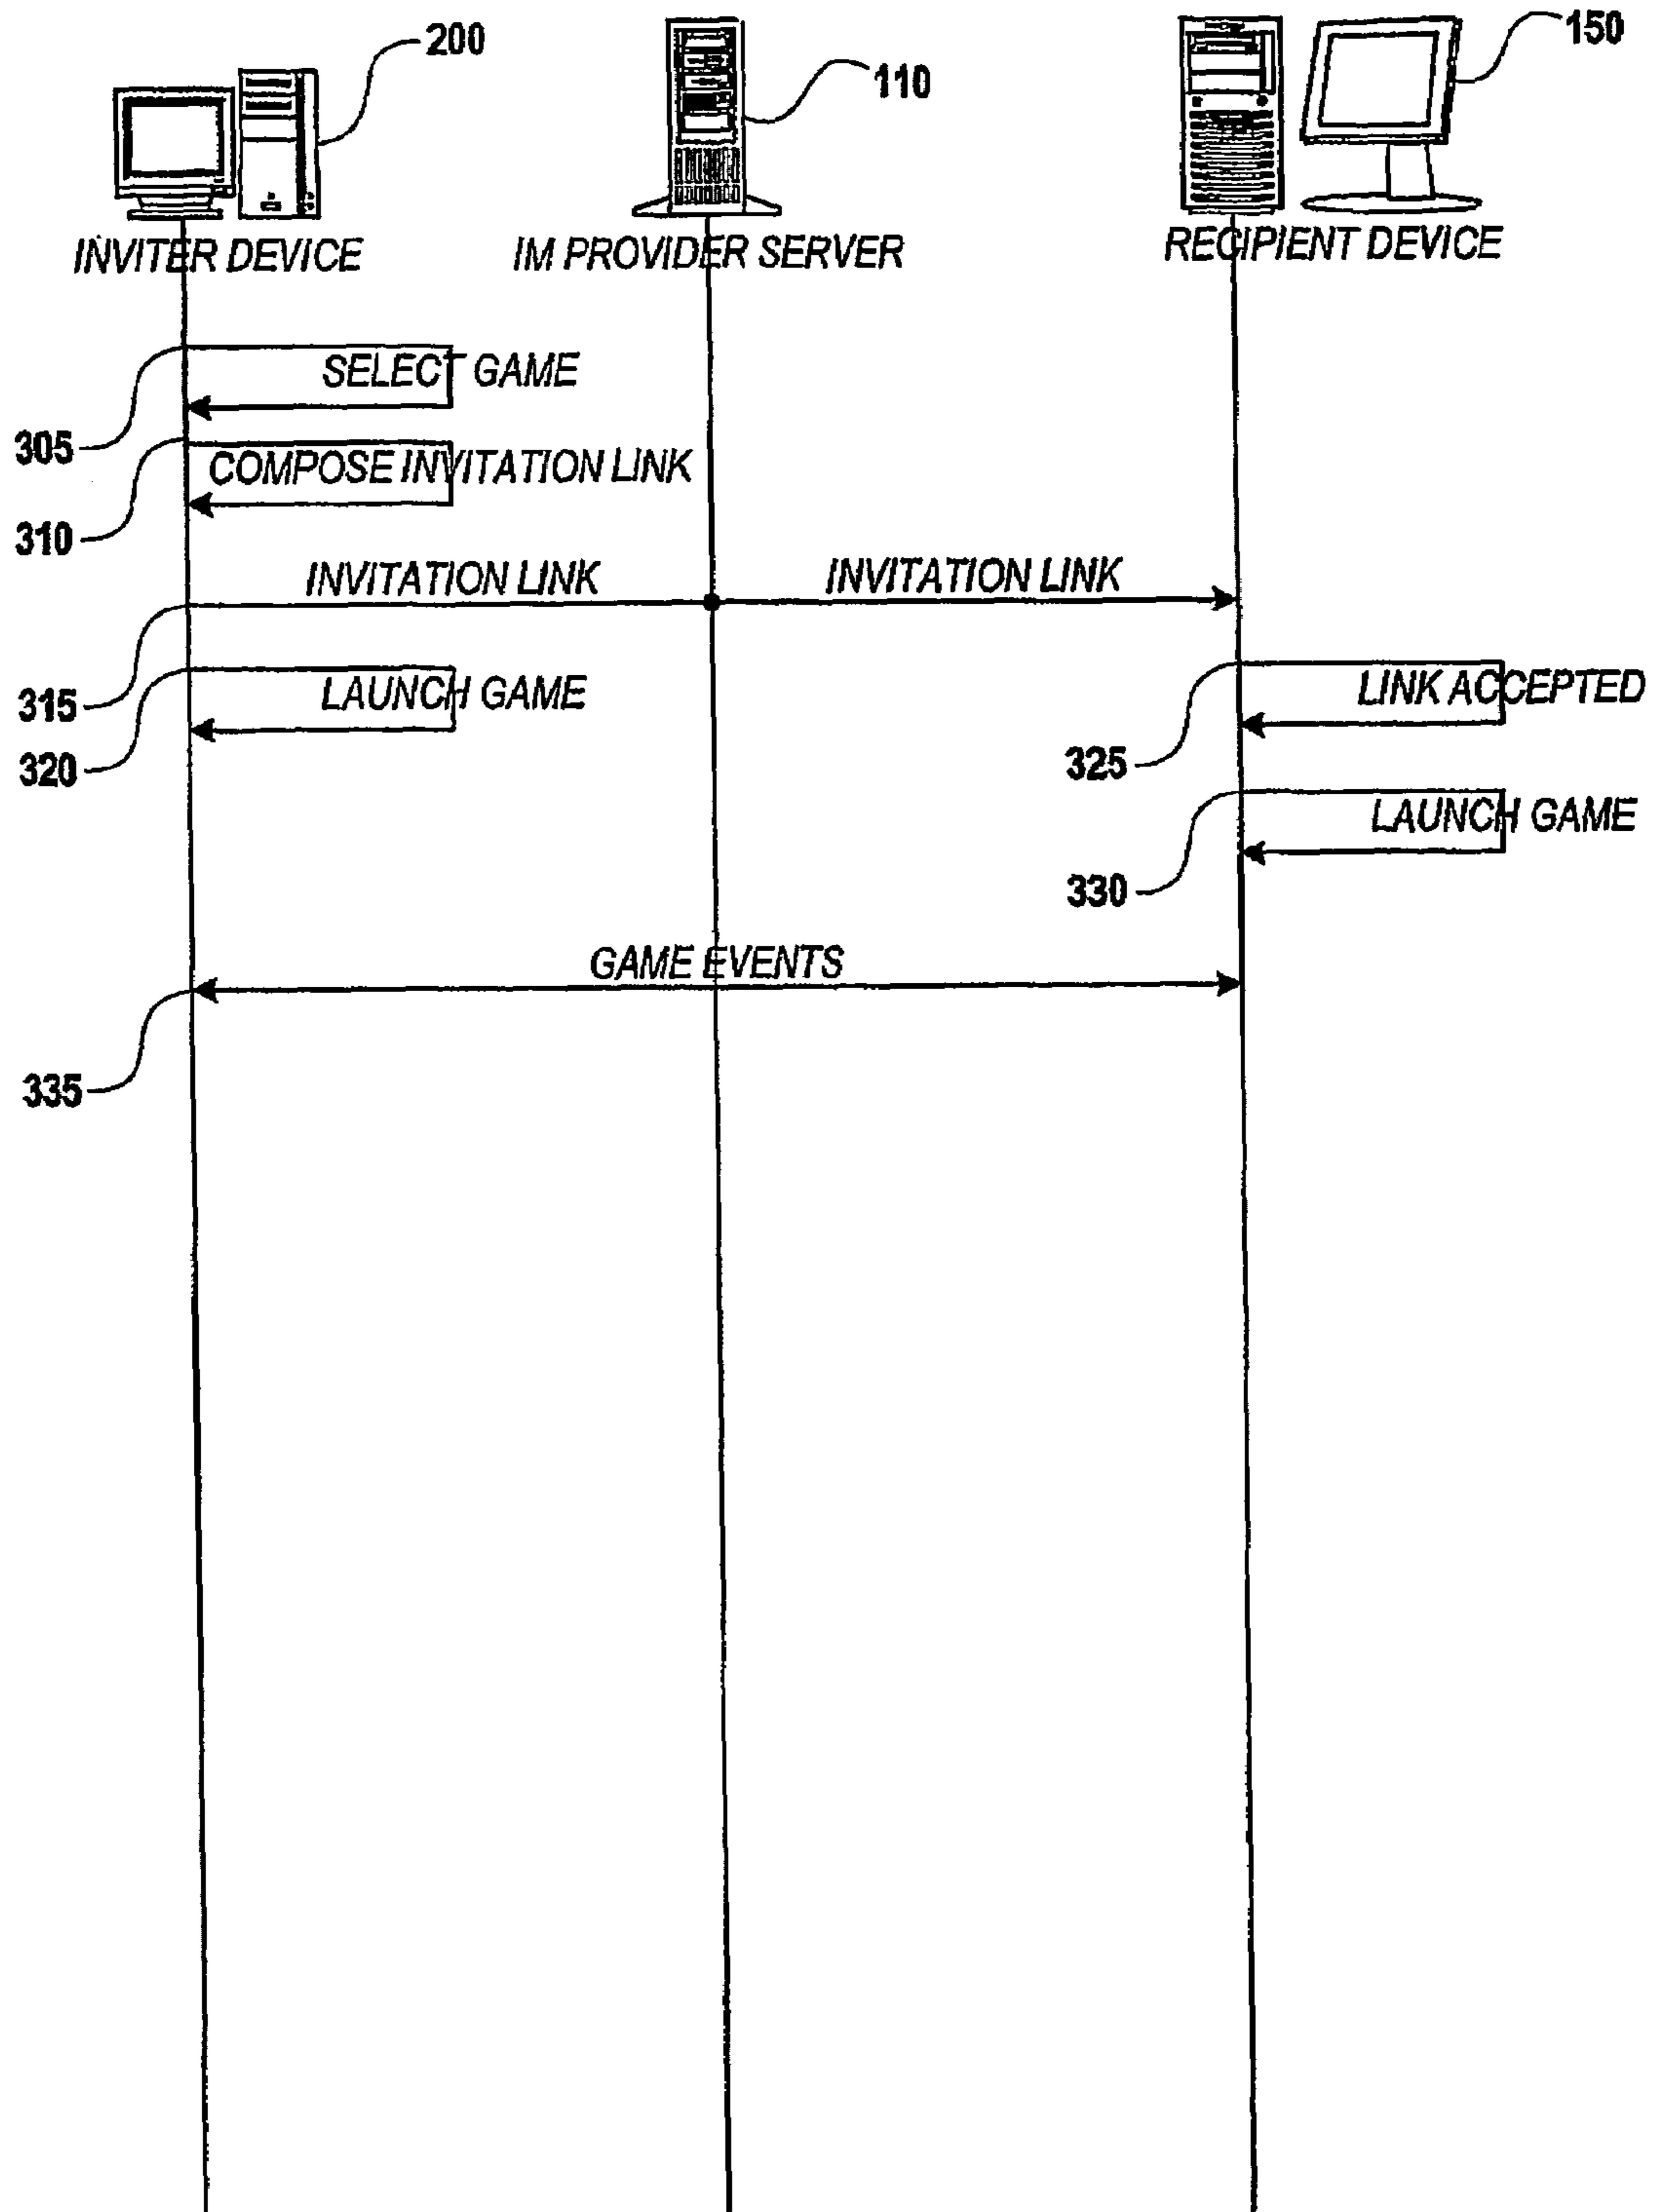 200
110
150
INVITER DEVICE
IM PROVIDER SERVER
RECIPIENT DEVICE
SELECT GAME
305
COMPOSE INVITATION LINK
310
INVITATION LINK
INVITATION LINK
315
LAUNCH GAME
LINK ACCEPTED
320
325
LAUNCH GAME
330
GAME EVENTS
335